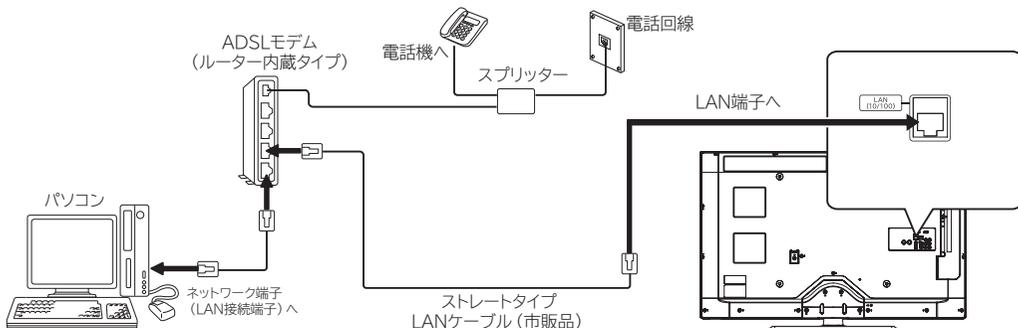 ADSLモデム
（ルーター内蔵タイプ）
電話機へ
電話回線
スプリッター
LAN端子へ
LAN
(10/100)
パソコン
ネットワーク端子
（LAN接続端子）へ
ストレートタイプ
LANケーブル（市販品）